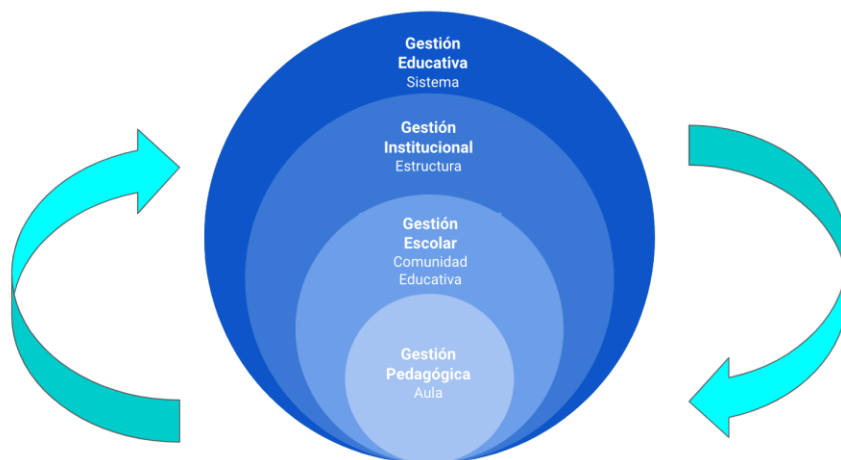 Gestión
Educativa
Sistema
Gestión
Institucional
Estructura
Gestión
Escolar
Comunidad
Educativa
Gestión
Pedagógica
Aula